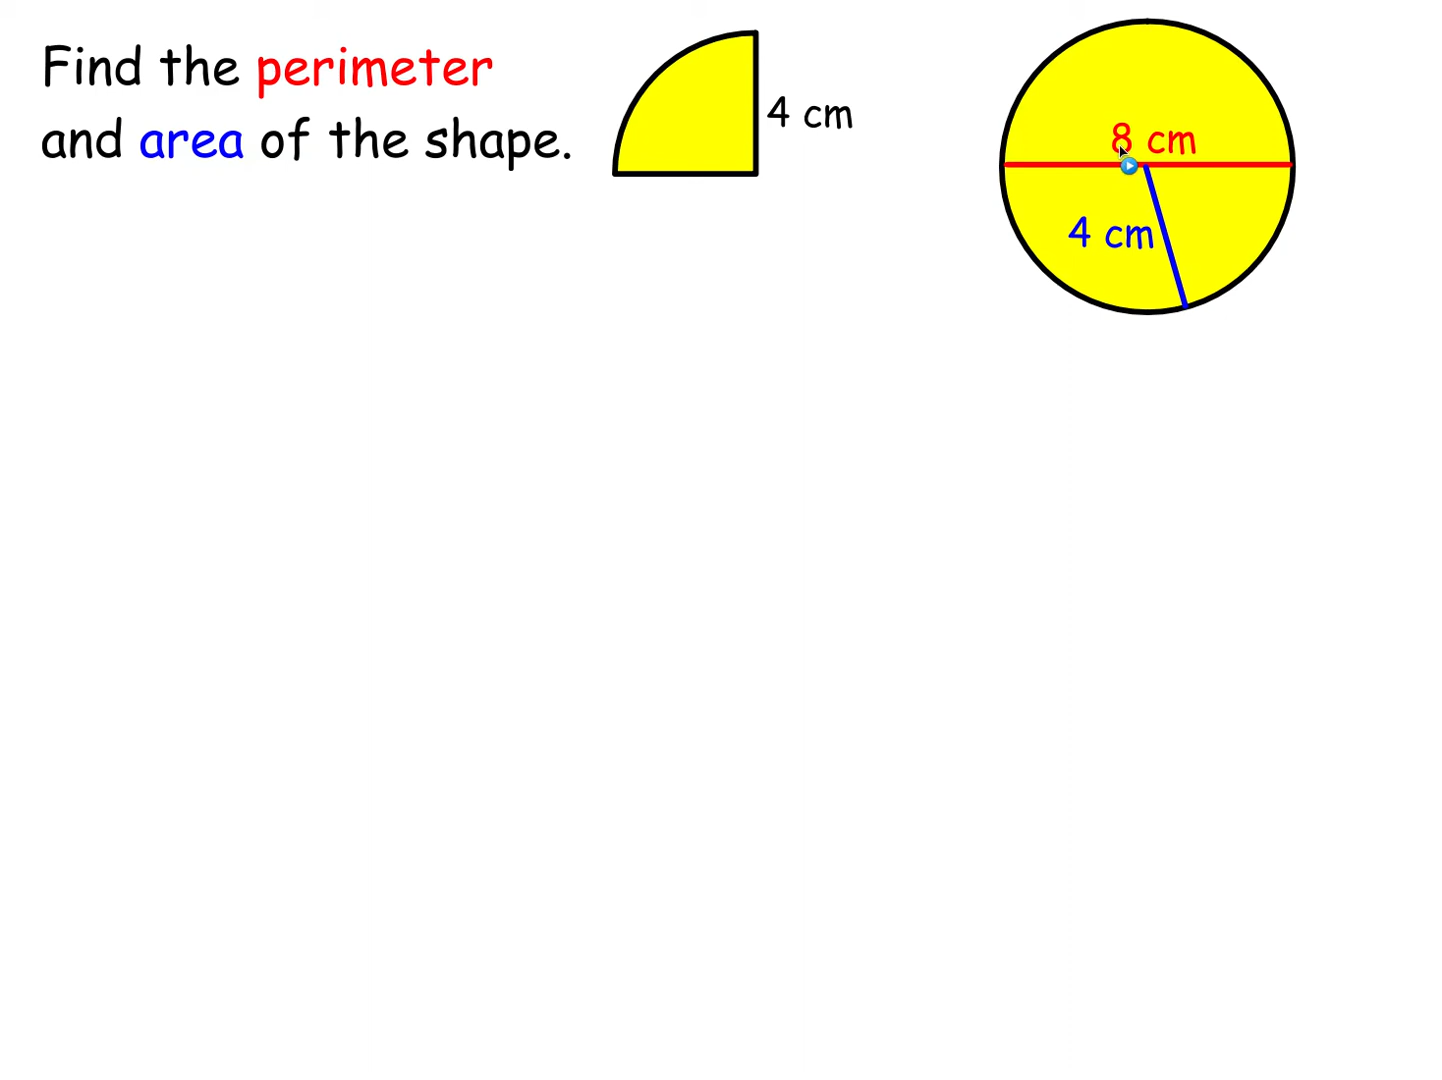 Find the perimeter
and area of the shape.
4 cm
8 cm
4 cm